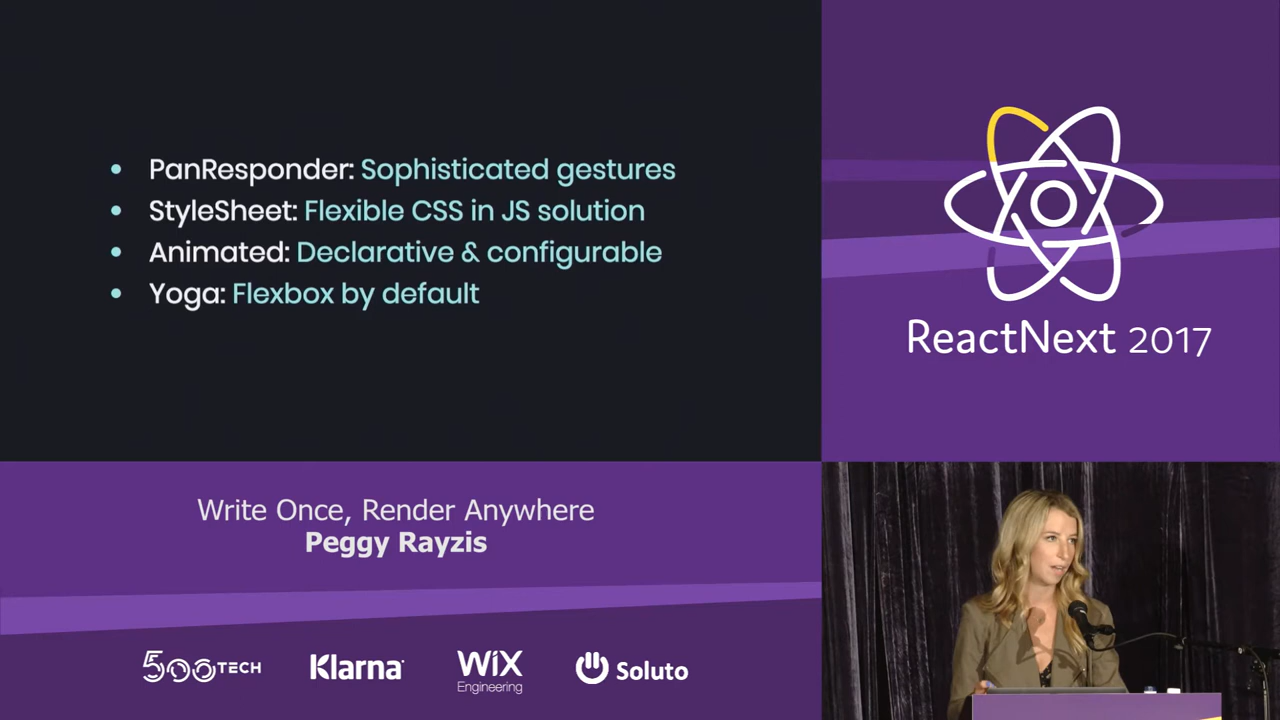 • PanResponder: Sophisticated gestures
• StyleSheet: Flexible CSS in JS solution
• Animated: Declarative & configurable
• Yoga: Flexbox by default
ReactNext 2017
Write Once, Render Anywhere
Peggy Rayzis
500TECH
Klarna
WiX
Engineering
Soluto